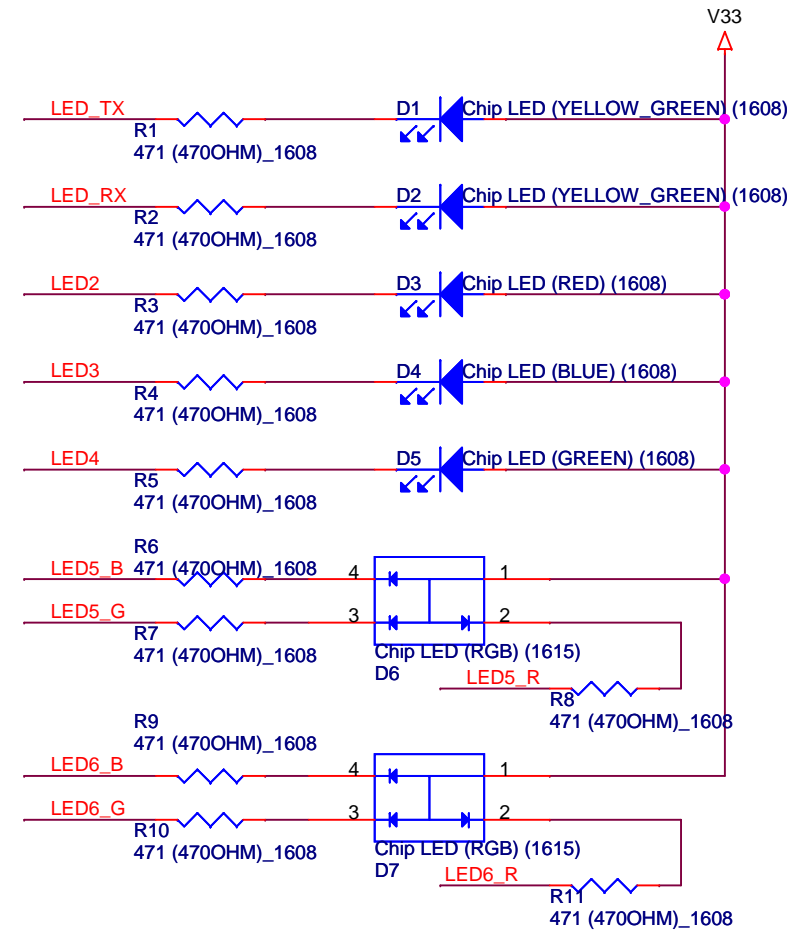 V33
LED_TX
R1
471 (470OHM)_1608
D1
Chip LED (YELLOW_GREEN) (1608)
LED_RX
R2
471 (470OHM)_1608
D2
Chip LED (YELLOW_GREEN) (1608)
LED2
R3
471 (470OHM)_1608
D3
Chip LED (RED) (1608)
LED3
R4
471 (470OHM)_1608
D4
Chip LED (BLUE) (1608)
LED4
R5
471 (470OHM)_1608
D5
Chip LED (GREEN) (1608)
R6
LED5_B
471 (470OHM)_1608
4
1
LED5_G
R7
471 (470OHM)_1608
3
2
Chip LED (RGB) (1615)
D6
LED5_R
R8
471 (470OHM)_1608
R9
471 (470OHM)_1608
LED6_B
4
1
LED6_G
R10
471 (470OHM)_1608
3
2
Chip LED (RGB) (1615)
D7
LED6_R
R11
471 (470OHM)_1608